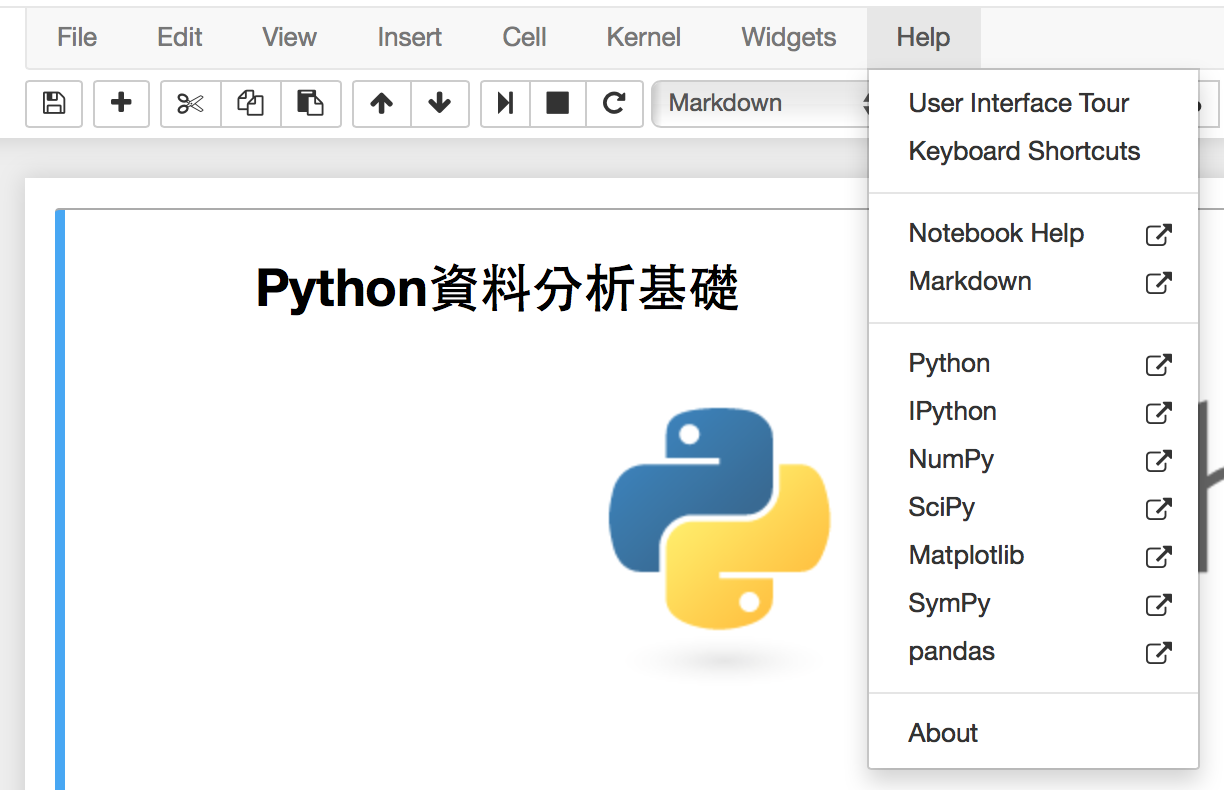 File Edit View Insert Cell Kernel Widgets Help
Markdown
User Interface Tour
Keyboard Shortcuts
Notebook Help
Markdown
Python
IPython
NumPy
SciPy
Matplotlib
SymPy
pandas
About
Python資料分析基礎